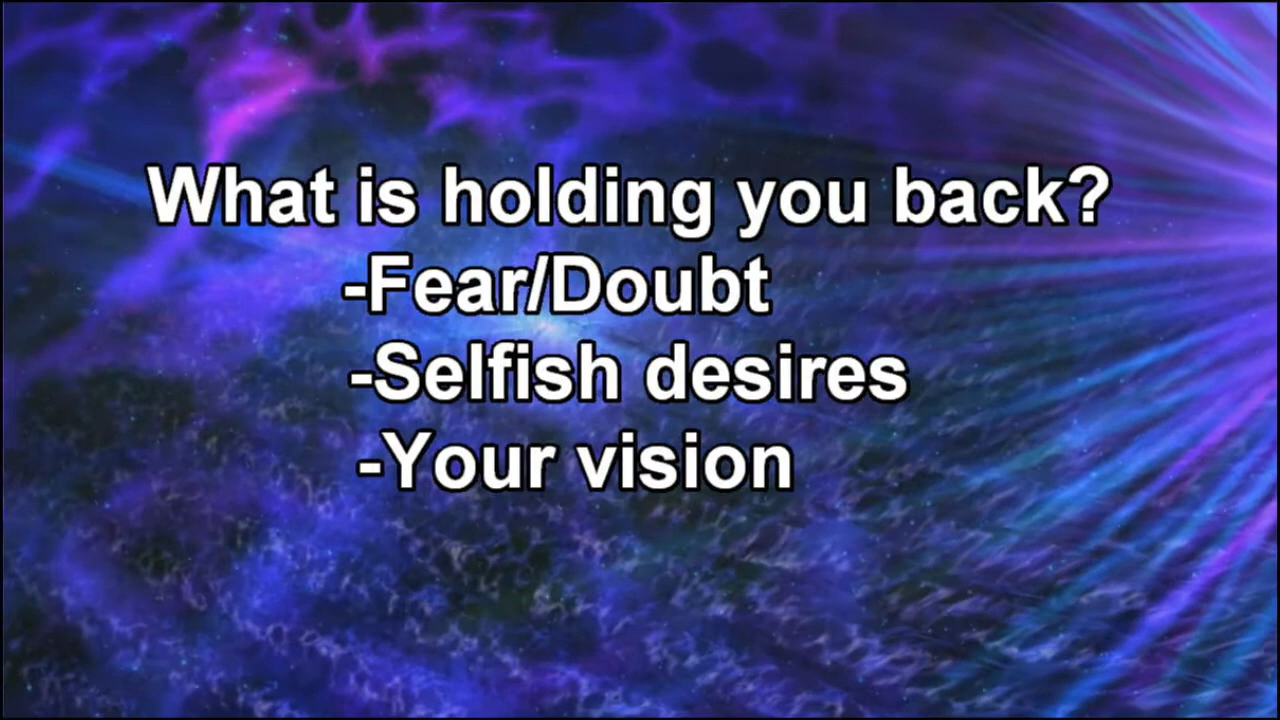 What is holding you back?
-Fear/Doubt
-Selfish desires
-Your vision